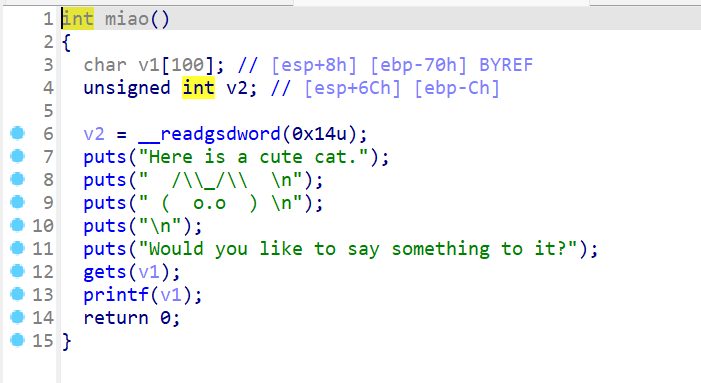 1 int miao()
2 {
3   char v1[100]; // [esp+8h] [ebp-70h] BYREF
4   unsigned int v2; // [esp+6Ch] [ebp-Ch]
5
6   v2 = __readgsdword(0x14u);
7   puts("Here is a cute cat.");
8   puts("  /\\_/\\  \n");
9   puts(" (  o.o  ) \n");
10   puts("\n");
11   puts("Would you like to say something to it?");
12   gets(v1);
13   printf(v1);
14   return 0;
15 }